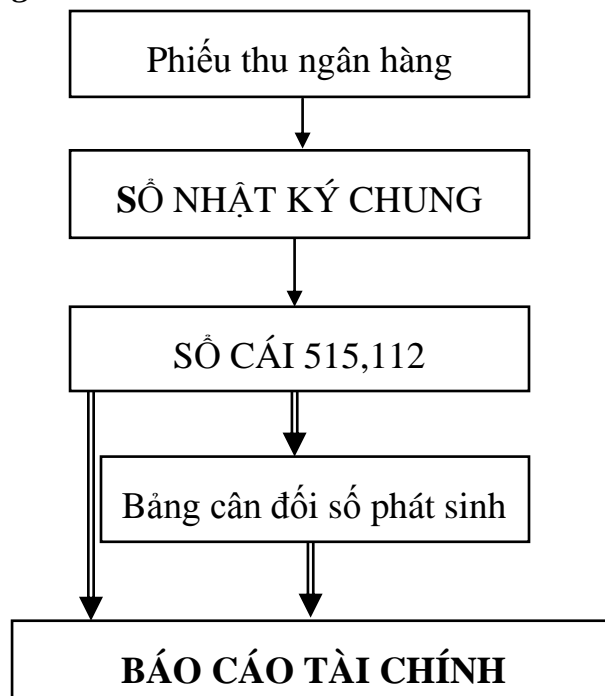 g
Phiếu thu ngân hàng
SỔ NHẬT KÝ CHUNG
SỔ CÁI 515,112
Bảng cân đối số phát sinh
BÁO CÁO TÀI CHÍNH